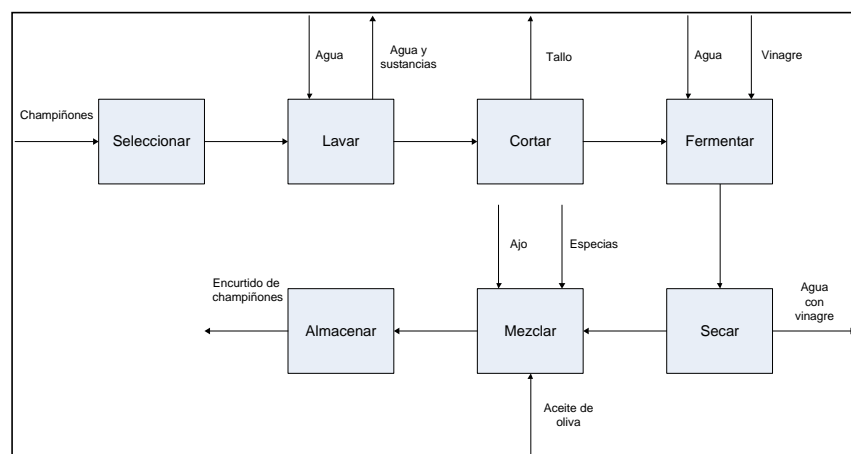 Agua
Agua y
sustancias
Tallo
Agua
Vinagre
Champiñones
Seleccionar
Lavar
Cortar
Fermentar
Ajo
Especias
Encurtido de
champiñones
Agua
con
vinagre
Almacenar
Mezclar
Secar
Aceite de
oliva